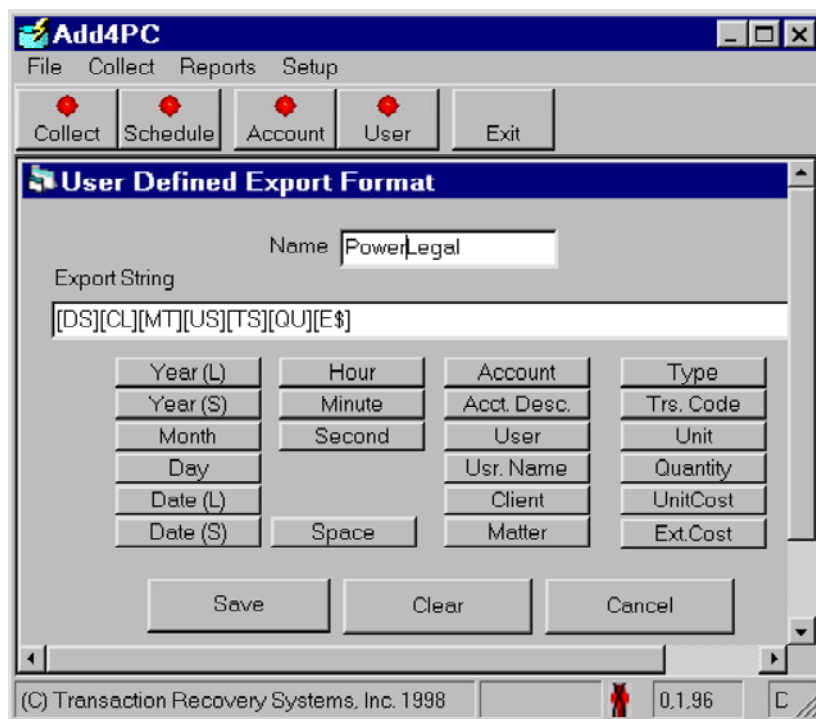 Add4PC
File Collect Reports Setup
Collect Schedule Account User Exit
User Defined Export Format
Name PowerLegal
Export String
[DS][CL][MT][US][TS][QU][E$]
Year (L) Hour Account Type
Year (S) Minute Acct. Desc. Trs. Code
Month Second User Unit
Day Usr. Name Quantity
Date (L) Client UnitCost
Date (S) Space Matter Ext.Cost
Save Clear Cancel
(C) Transaction Recovery Systems, Inc. 1998 0,1,96